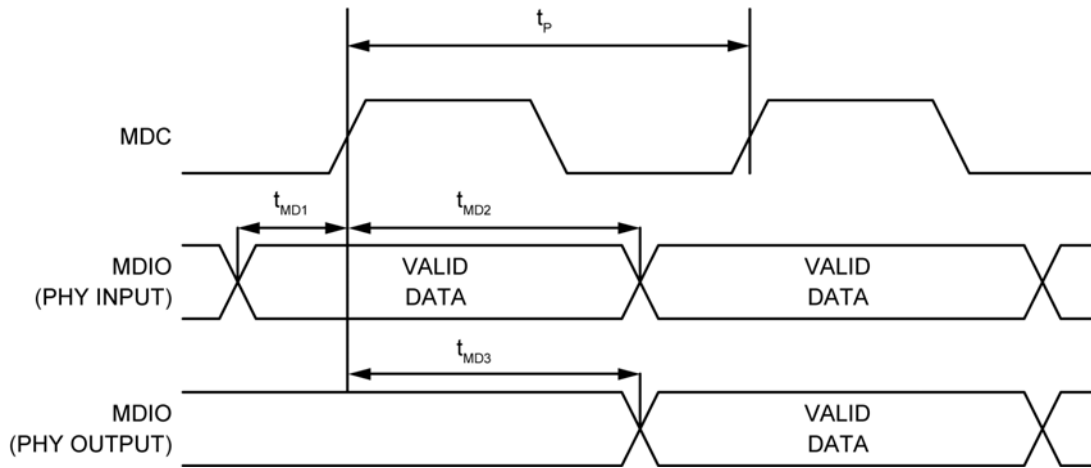 tP
MDC
tMD1
tMD2
MDIO
(PHY INPUT)
VALID
DATA
VALID
DATA
tMD3
MDIO
(PHY OUTPUT)
VALID
DATA